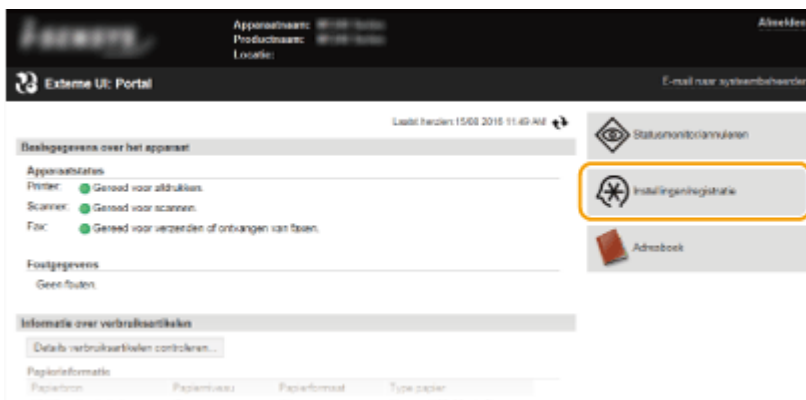 i-SENSYS
Apparaatnaam:
Productnaam:
Locatie:
Afmelden
Externe UI: Portal
E-mail naar systeembeheerder
Laatst herzien:15/08 2016 11:49 AM
Basisgegevens over het apparaat
Apparaatstatus
Printer: Gereed voor afdrukken.
Scanner: Gereed voor scannen.
Fax: Gereed voor verzenden of ontvangen van faxen.
Foutgegevens
Geen fouten.
Informatie over verbruiksartikelen
Details verbruiksartikelen controleren...
Papierinformatie
Papierbron Papierniveau Papierformaat Type papier
Statusmonitor/annuleren
Instellingen/registratie
Adresboek